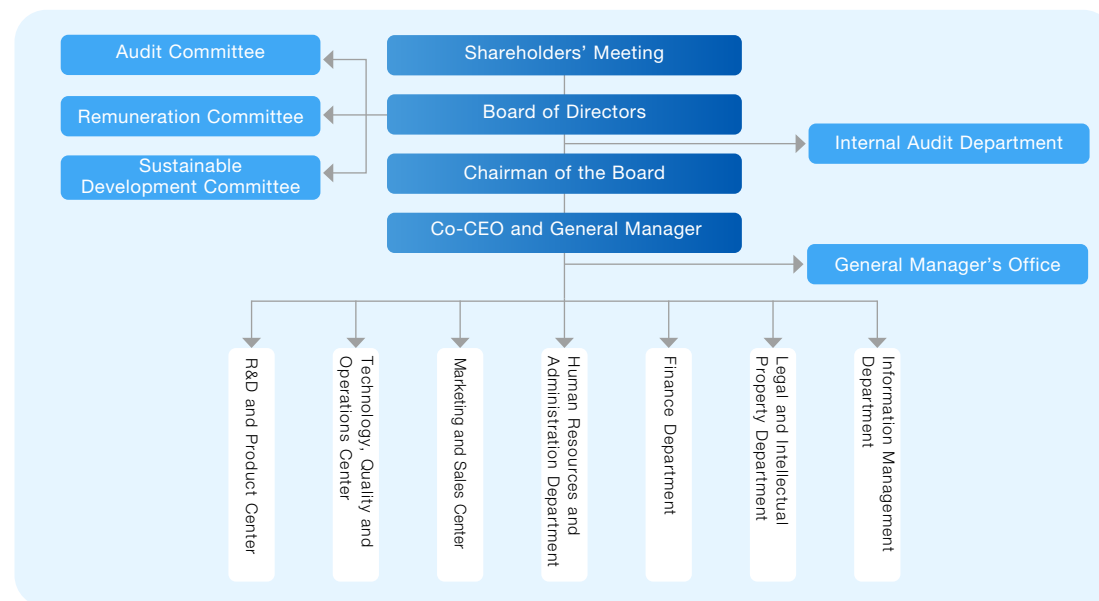 Audit Committee
Shareholders’ Meeting
Remuneration Committee
Board of Directors
Internal Audit Department
Sustainable
Development Committee
Chairman of the Board
Co-CEO and General Manager
General Manager’s Office
R&D and Product Center
Technology, Quality and
Operations Center
Marketing and Sales Center
Human Resources and
Administration Department
Finance Department
Legal and Intellectual
Property Department
Information Management
Department